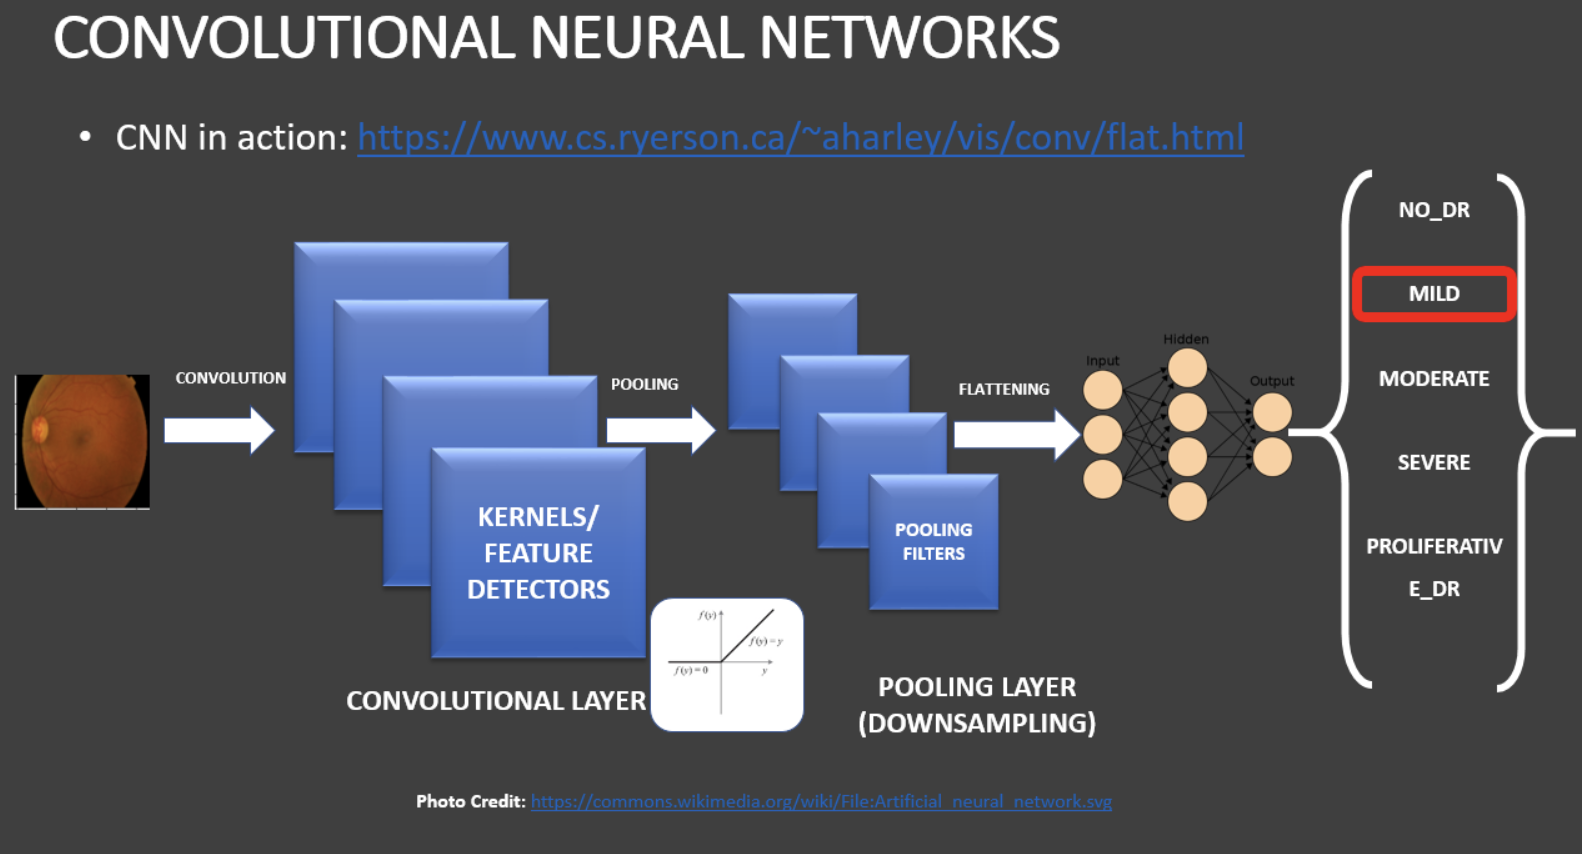 CONVOLUTIONAL NEURAL NETWORKS
• CNN in action: https://www.cs.ryerson.ca/~aharley/vis/conv/flat.html
CONVOLUTION
KERNELS/
FEATURE
DETECTORS
CONVOLUTIONAL LAYER
f(y)
f(y)=y
f(y)=0
y
POOLING
POOLING
FILTERS
POOLING LAYER
(DOWNSAMPLING)
FLATTENING
Input
Hidden
Output
NO_DR
MILD
MODERATE
SEVERE
PROLIFERATIV
E_DR
Photo Credit: https://commons.wikimedia.org/wiki/File:Artificial_neural_network.svg